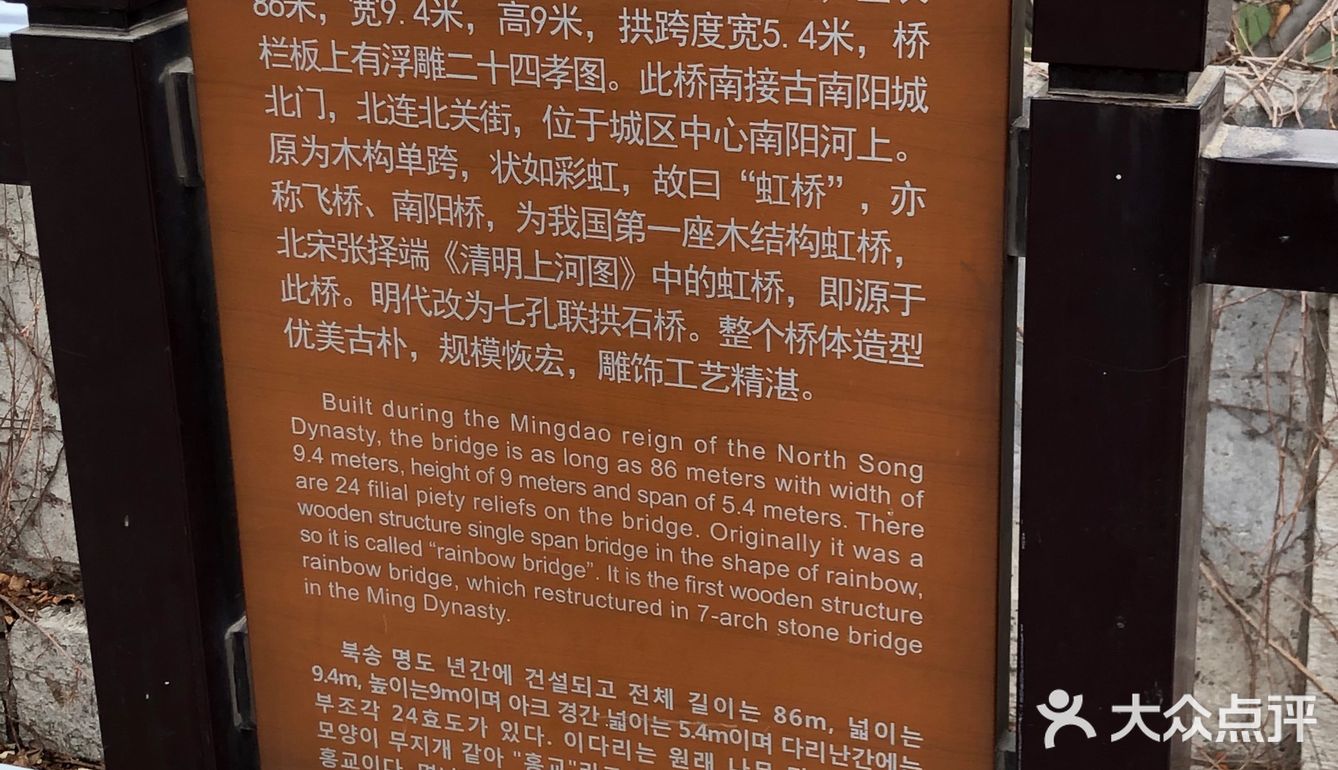 86米，宽9.4米，高9米，拱跨度宽5.4米，桥
栏板上有浮雕二十四孝图。此桥南接古南阳城
北门，北连北关街，位于城区中心南阳河上。
原为木构单跨，状如彩虹，故曰“虹桥”，亦
称飞桥、南阳桥，为我国第一座木结构虹桥，
北宋张择端《清明上河图》中的虹桥，即源于
此桥。明代改为七孔联拱石桥。整个桥体造型
优美古朴，规模恢宏，雕饰工艺精湛。
Built during the Mingdao reign of the North Song
Dynasty, the bridge is as long as 86 meters with width of
9.4 meters, height of 9 meters and span of 5.4 meters. There
are 24 filial piety reliefs on the bridge. Originally it was a
wooden structure single span bridge in the shape of rainbow,
so it is called “rainbow bridge”. It is the first wooden structure
rainbow bridge, which restructured in 7-arch stone bridge
in the Ming Dynasty.
북송 명도 년간에 건설되고 전체 길이는 86m, 넓이는
9.4m, 높이는9m이며 아크 경간 넓이는 5.4m이며 다리난간에는
부조각 24효도가 있다. 이다리는 원래 나무
모양이 무지개 같아 "홍교"
홍교이다
大众点评